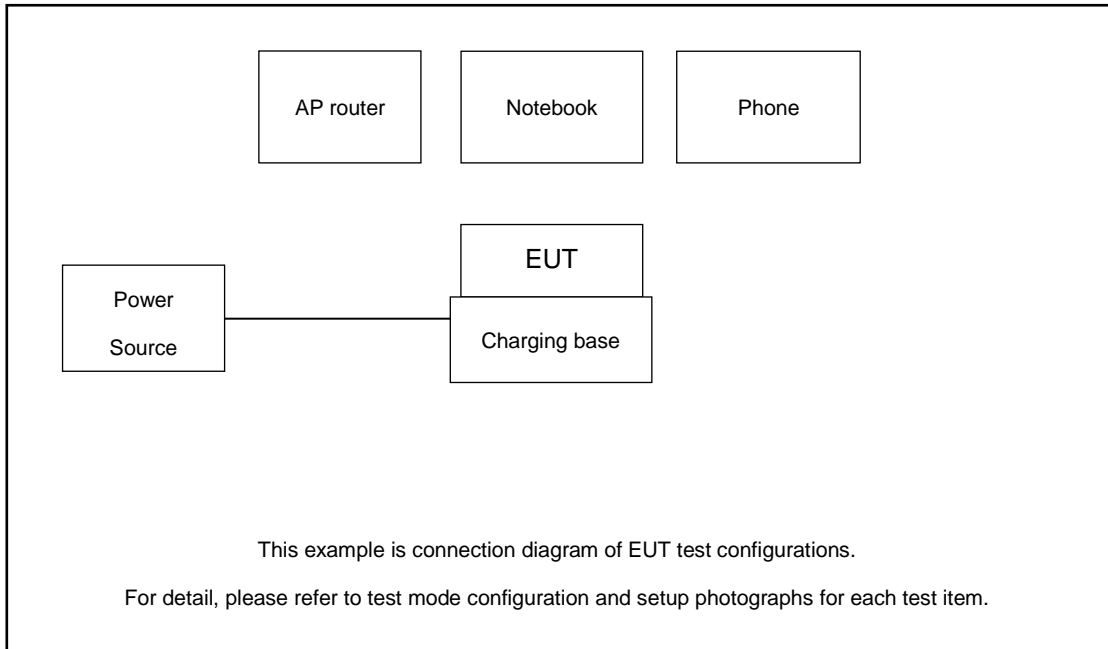 AP router
Notebook
Phone
EUT
Power
Source
Charging base
This example is connection diagram of EUT test configurations.
For detail, please refer to test mode configuration and setup photographs for each test item.